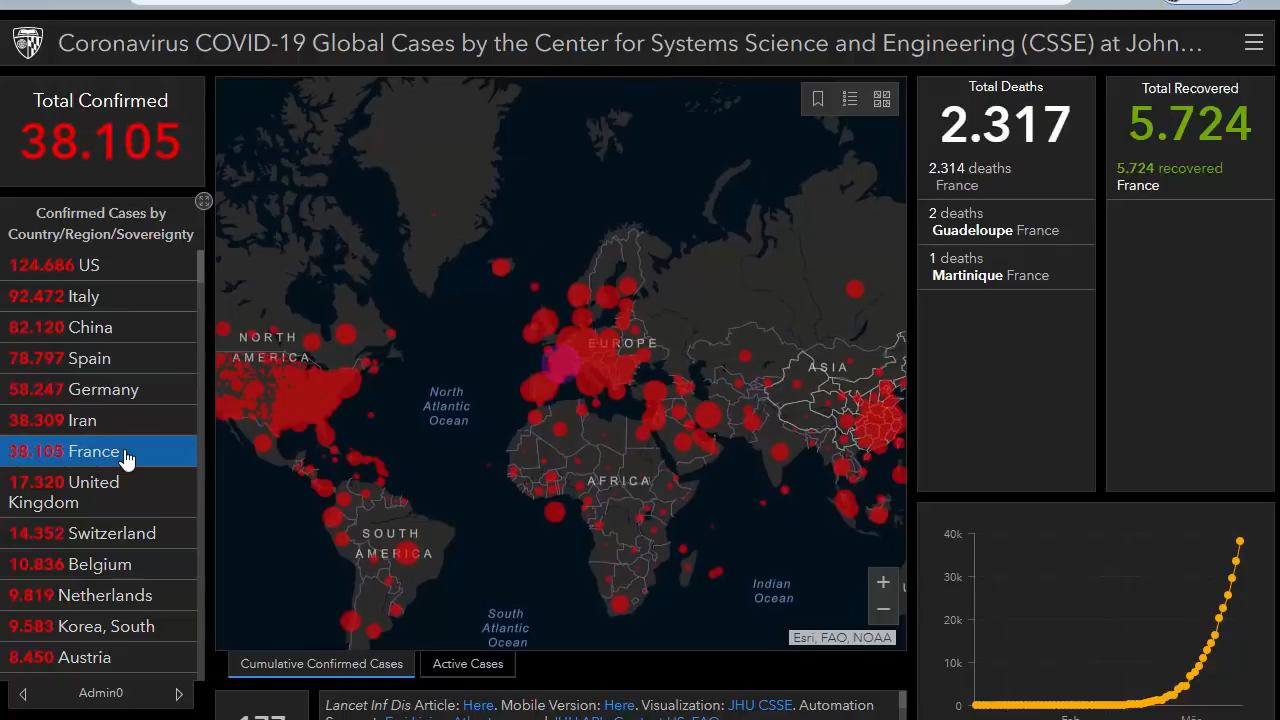 Coronavirus COVID-19 Global Cases by the Center for Systems Science and Engineering (CSSE) at John...
Total Confirmed
38.105
Confirmed Cases by
Country/Region/Sovereignty
124.686 US
92.472 Italy
82.120 China
78.797 Spain
58.247 Germany
38.309 Iran
38.105 France
17.320 United
Kingdom
14.352 Switzerland
10.836 Belgium
9.819 Netherlands
9.583 Korea, South
8.450 Austria
Admin0
NORTH
AMERICA
EUROPE
ASIA
North
Atlantic
Ocean
AFRICA
SOUTH
AMERICA
Indian
Ocean
South
Atlantic
Ocean
+
−
Esri, FAO, NOAA
Cumulative Confirmed Cases
Active Cases
177
Lancet Inf Dis Article: Here. Mobile Version: Here. Visualization: JHU CSSE. Automation
Total Deaths
2.317
2.314 deaths
France
2 deaths
Guadeloupe France
1 deaths
Martinique France
Total Recovered
5.724
5.724 recovered
France
40k
30k
20k
10k
0